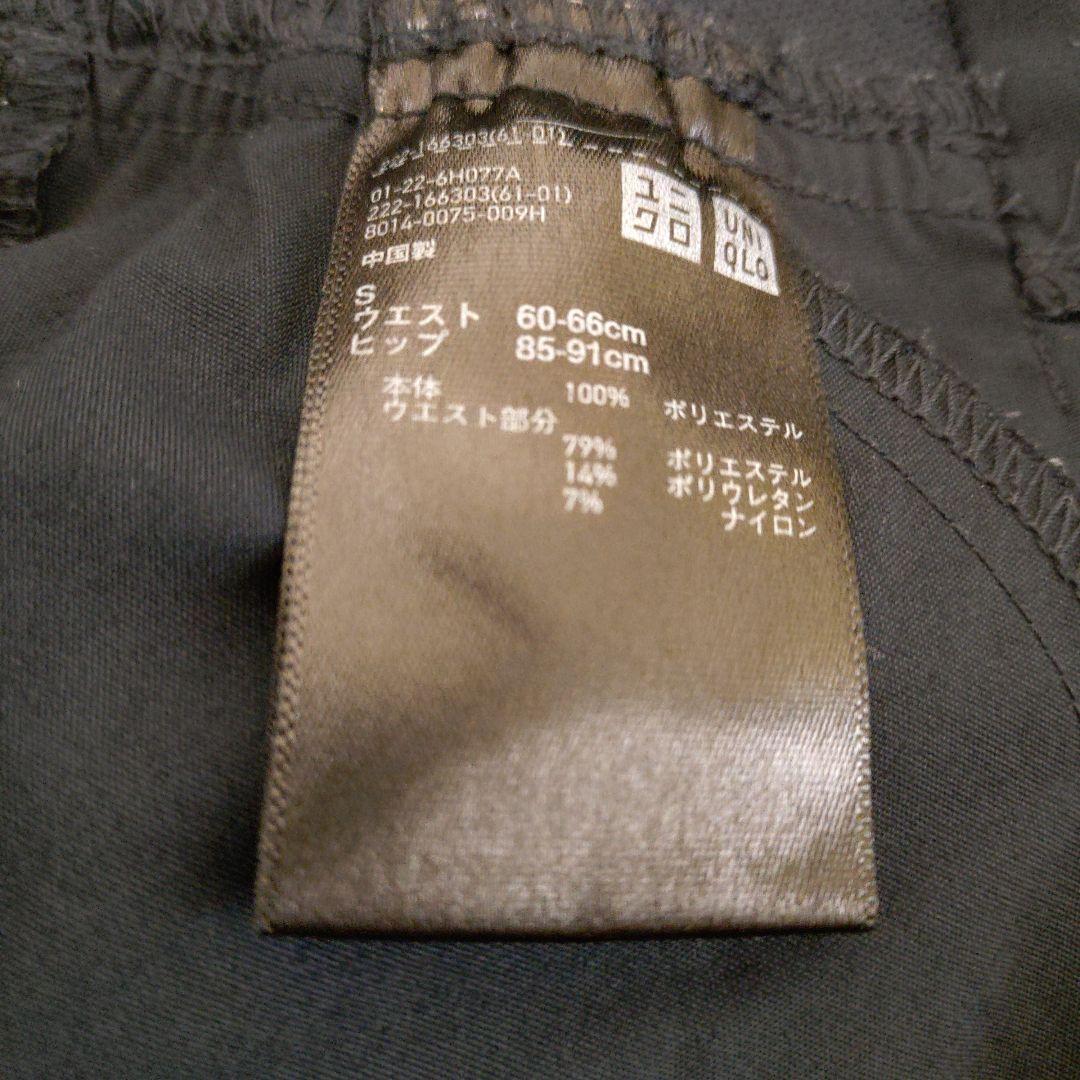 166303(61-01)
01-22-6H077A
222-166303(61-01)
8014-0075-009H
中国製
ユニクロ
UNIQLO
S
ウエスト 60-66cm
ヒップ 85-91cm
本体 100% ポリエステル
ウエスト部分
79% ポリエステル
14% ポリウレタン
7% ナイロン